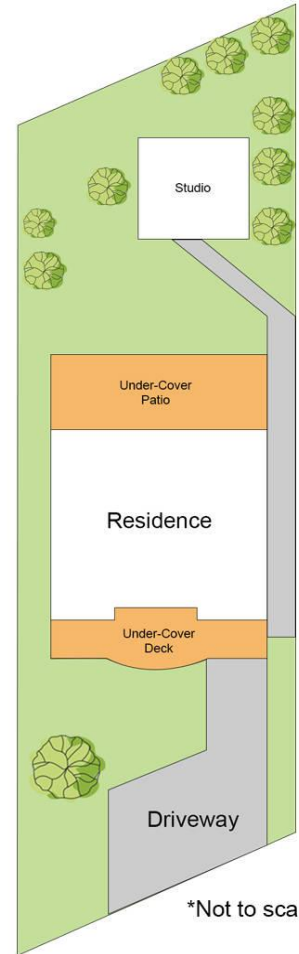 Studio
Under-Cover
Patio
Residence
Under-Cover
Deck
Driveway
*Not to sca